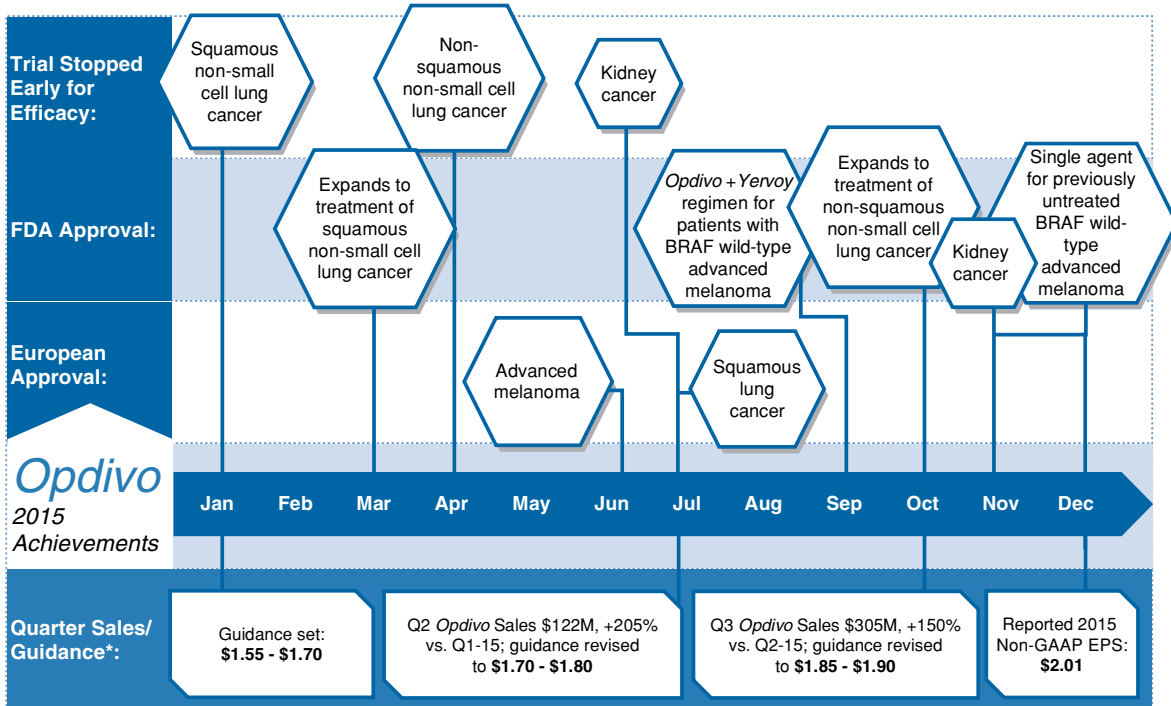 Trial Stopped
Early for
Efficacy:
Squamous
non-small
cell lung
cancer
Non-
squamous
non-small cell
lung cancer
Kidney
cancer
FDA Approval:
Expands to
treatment of
squamous
non-small cell
lung cancer
Opdivo + Yervoy
regimen for
patients with
BRAF wild-type
advanced
melanoma
Expands to
treatment of
non-squamous
non-small cell
lung cancer
Kidney
cancer
Single agent
for previously
untreated
BRAF wild-
type
advanced
melanoma
European
Approval:
Advanced
melanoma
Squamous
lung
cancer
Opdivo
2015
Achievements
Jan Feb Mar Apr May Jun Jul Aug Sep Oct Nov Dec
Quarter Sales/
Guidance*:
Guidance set:
$1.55 - $1.70
Q2 Opdivo Sales $122M, +205%
vs. Q1-15; guidance revised
to $1.70 - $1.80
Q3 Opdivo Sales $305M, +150%
vs. Q2-15; guidance revised
to $1.85 - $1.90
Reported 2015
Non-GAAP EPS:
$2.01